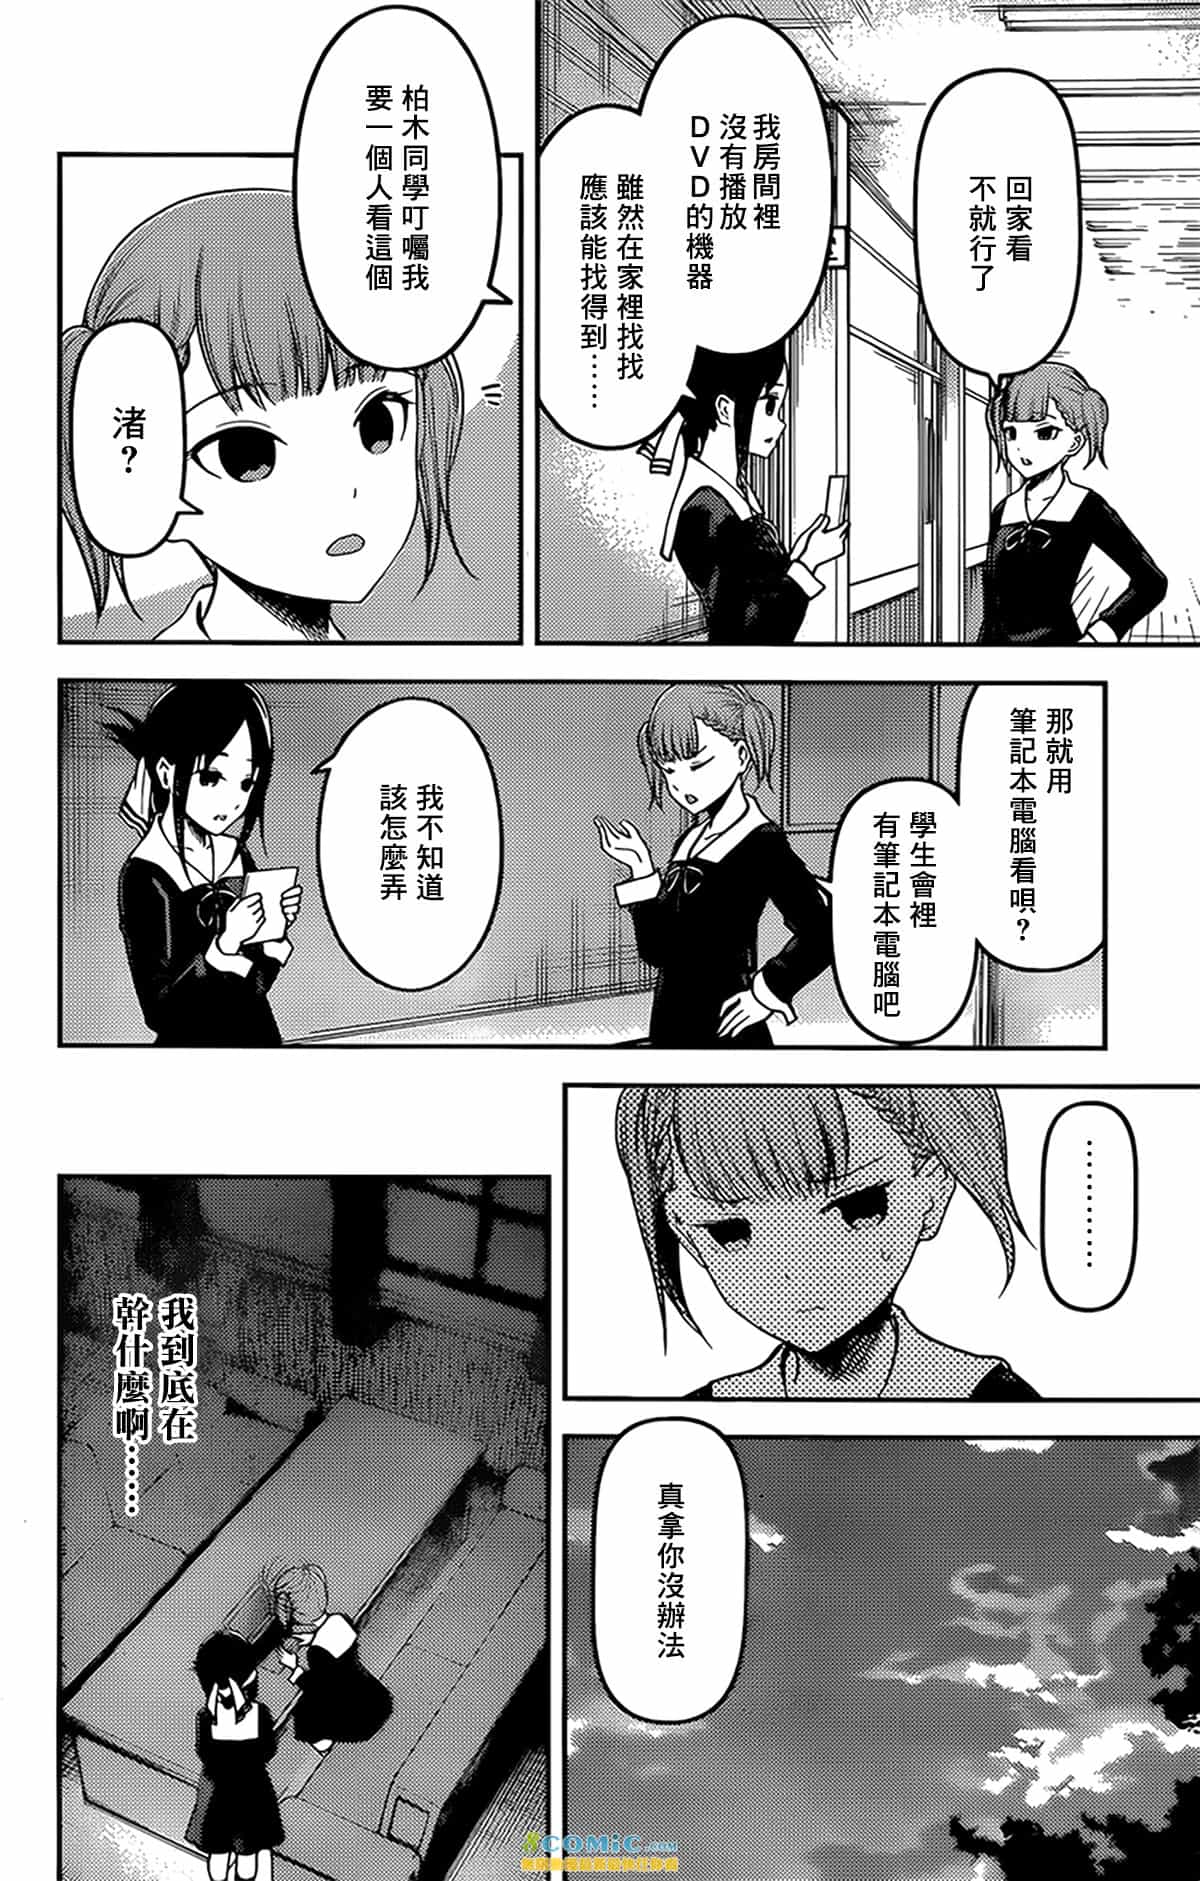 回家看
不就行了
我房間裡
沒有播放
DVD的機器
雖然在家裡找找
應該能找得到……
柏木同學叮囑我
要一個人看這個
渚？
那就用
筆記本電腦看唄？
學生會裡
有筆記本電腦吧
我不知道
該怎麼弄
………
真拿你沒辦法
我到底在
幹什麼啊……
COMIC.COM